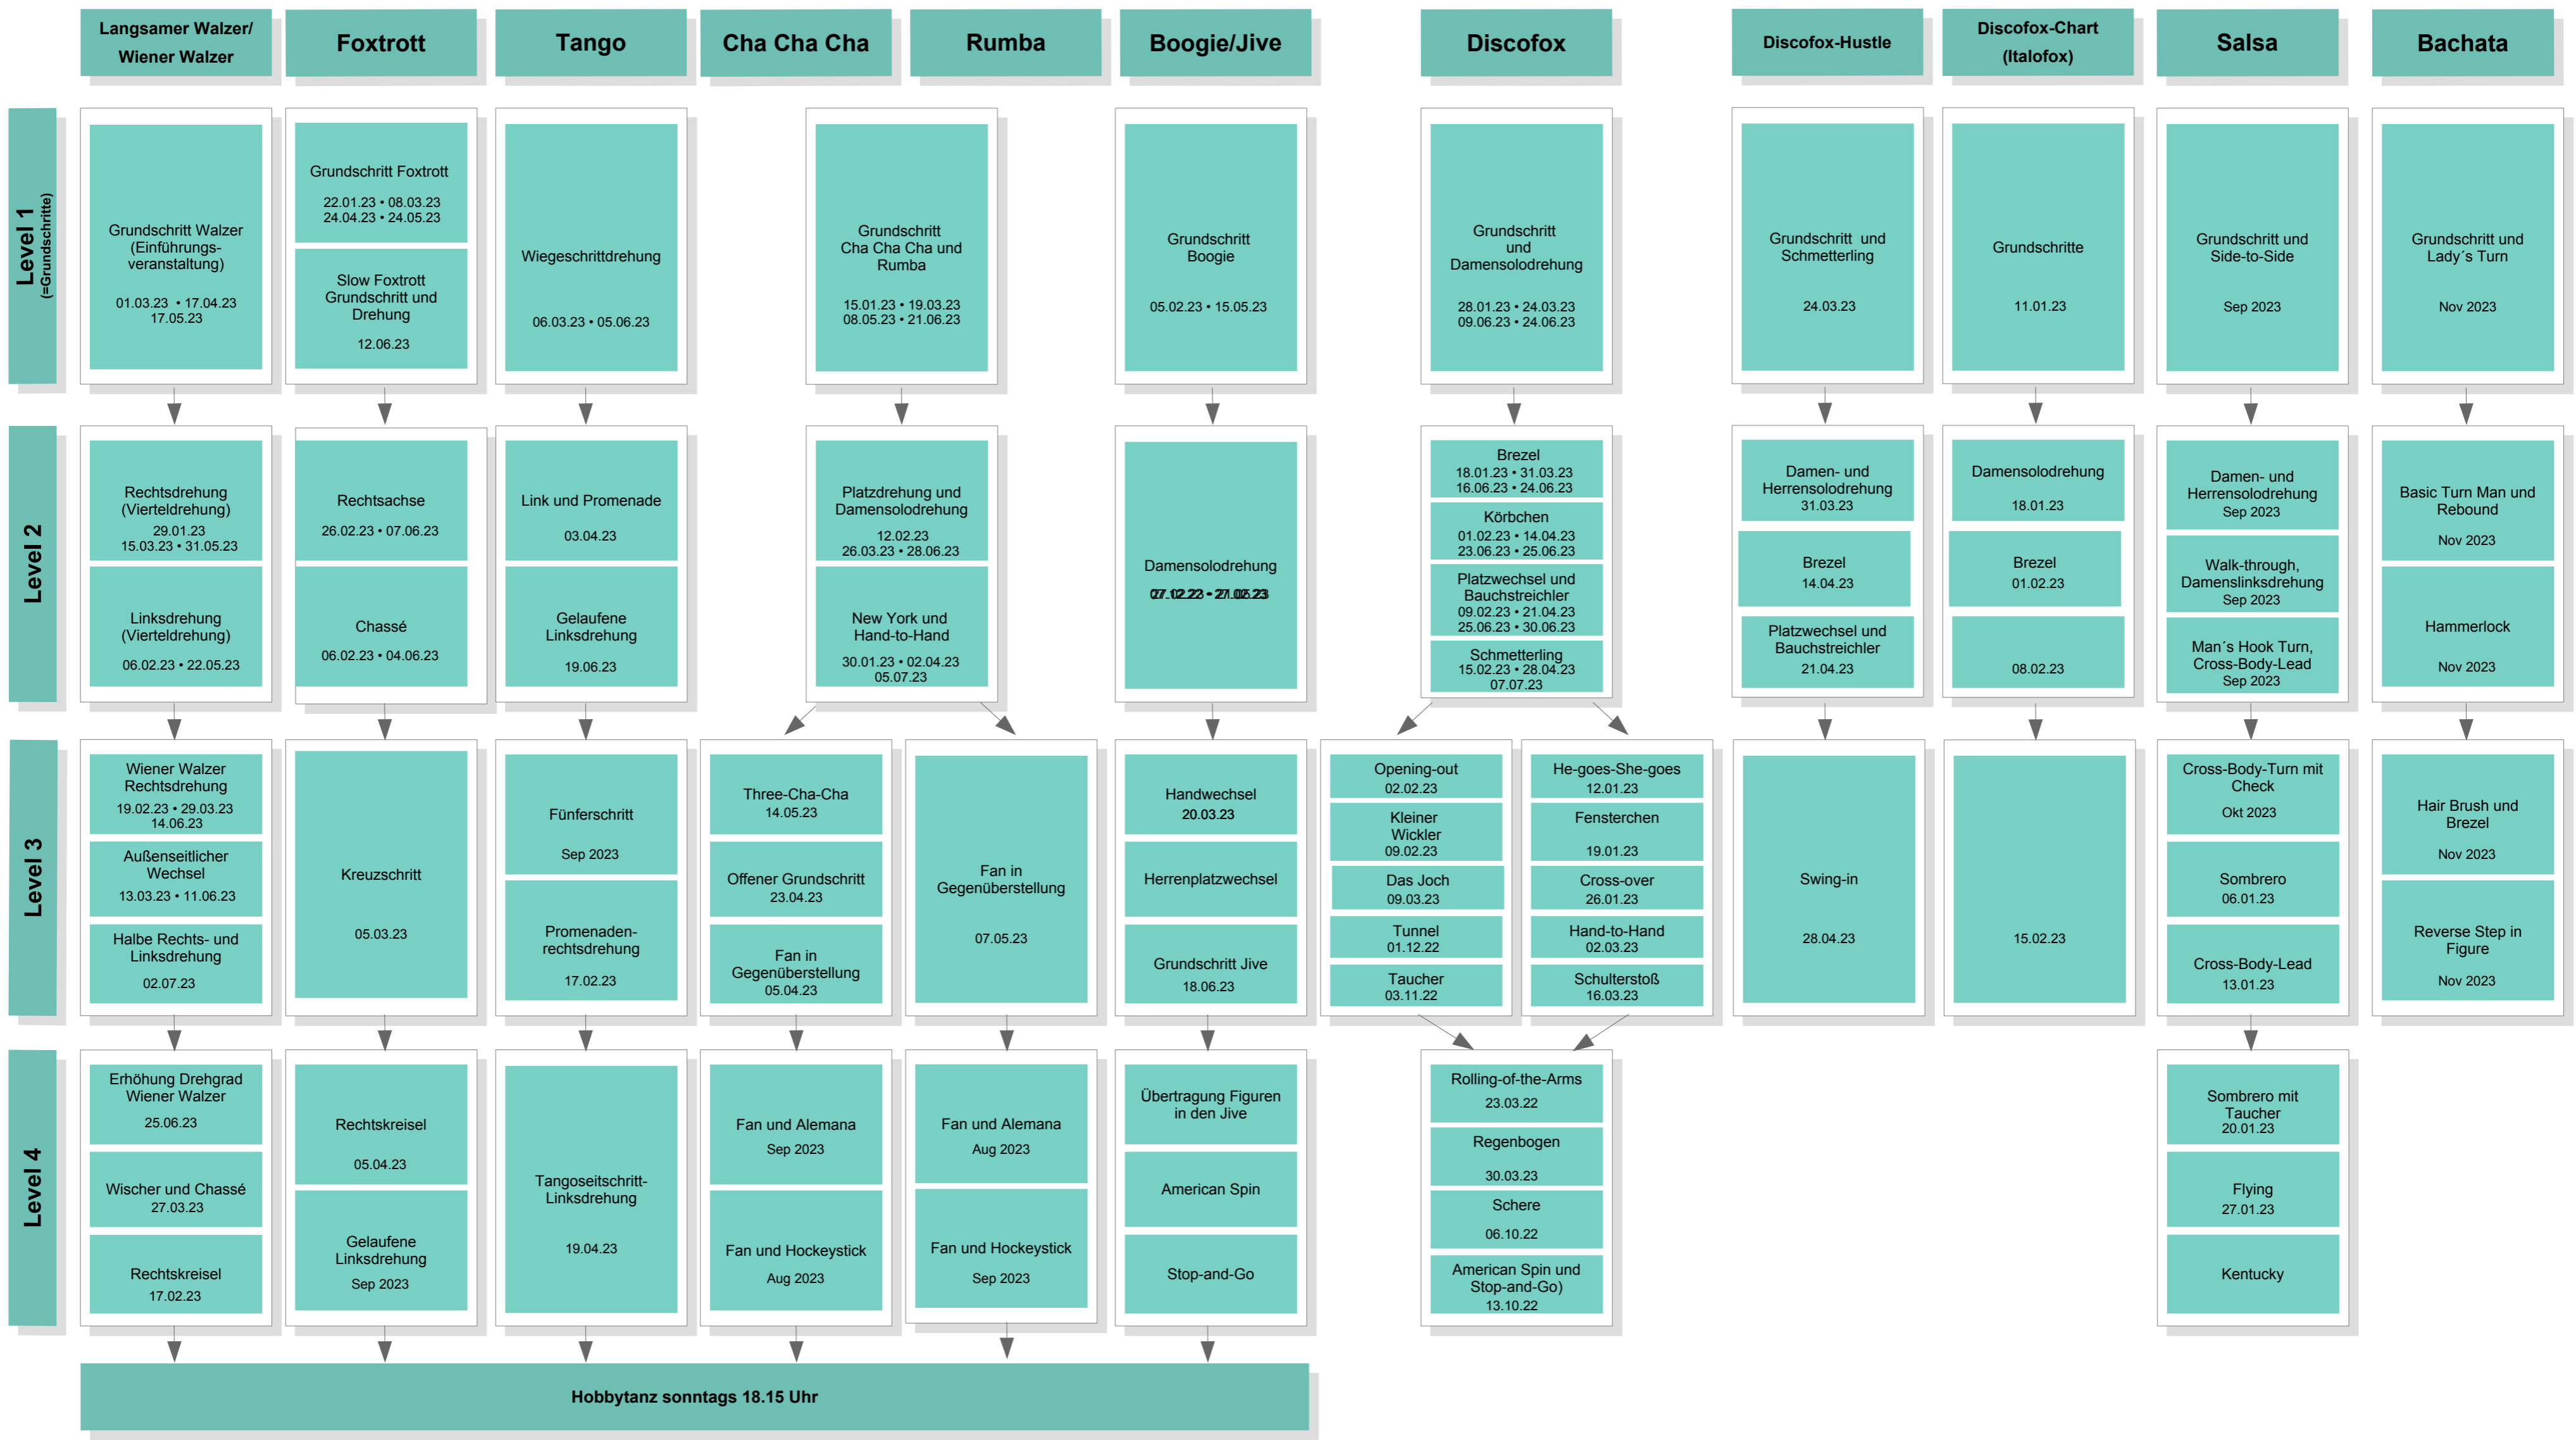 Langsamer Walzer/
Wiener Walzer
Foxtrott
Tango
Cha Cha Cha
Rumba
Boogie/Jive
Discofox
Discofox-Hustle
Discofox-Chart
(Italofox)
Salsa
Bachata
Level 1
(=Grundschritte)
Grundschritt Walzer
(Einführungs-
veranstaltung)
01.03.23 • 17.04.23
17.05.23
Grundschritt Foxtrott
22.01.23 • 08.03.23
24.04.23 • 24.05.23
Slow Foxtrott
Grundschritt und
Drehung
12.06.23
Wiegeschrittdrehung
06.03.23 • 05.06.23
Grundschritt
Cha Cha Cha und
Rumba
15.01.23 • 19.03.23
08.05.23 • 21.06.23
Grundschritt
Boogie
05.02.23 • 15.05.23
Grundschritt
und
Damensolodrehung
28.01.23 • 24.03.23
09.06.23 • 24.06.23
Grundschritt und
Schmetterling
24.03.23
Grundschritte
11.01.23
Grundschritt und
Side-to-Side
Sep 2023
Grundschritt und
Lady´s Turn
Nov 2023
Level 2
Rechtsdrehung
(Vierteldrehung)
29.01.23
15.03.23 • 31.05.23
Linksdrehung
(Vierteldrehung)
06.02.23 • 22.05.23
Rechtsachse
26.02.23 • 07.06.23
Chassé
06.02.23 • 04.06.23
Link und Promenade
03.04.23
Gelaufene
Linksdrehung
19.06.23
Platzdrehung und
Damensolodrehung
12.02.23
26.03.23 • 28.06.23
New York und
Hand-to-Hand
30.01.23 • 02.04.23
05.07.23
Damensolodrehung
Brezel
18.01.23 • 31.03.23
16.06.23 • 24.06.23
Körbchen
01.02.23 • 14.04.23
23.06.23 • 25.06.23
Platzwechsel und
Bauchstreichler
09.02.23 • 21.04.23
25.06.23 • 30.06.23
Schmetterling
15.02.23 • 28.04.23
07.07.23
Damen- und
Herrensolodrehung
31.03.23
Brezel
14.04.23
Platzwechsel und
Bauchstreichler
21.04.23
Damensolodrehung
18.01.23
Brezel
01.02.23
08.02.23
Damen- und
Herrensolodrehung
Sep 2023
Walk-through,
Damenslinksdrehung
Sep 2023
Man´s Hook Turn,
Cross-Body-Lead
Sep 2023
Basic Turn Man und
Rebound
Nov 2023
Hammerlock
Nov 2023
Level 3
Wiener Walzer
Rechtsdrehung
19.02.23 • 29.03.23
14.06.23
Außenseitlicher
Wechsel
13.03.23 • 11.06.23
Halbe Rechts- und
Linksdrehung
02.07.23
Kreuzschritt
05.03.23
Fünferschritt
Sep 2023
Promenaden-
rechtsdrehung
17.02.23
Three-Cha-Cha
14.05.23
Offener Grundschritt
23.04.23
Fan in
Gegenüberstellung
05.04.23
Fan in
Gegenüberstellung
07.05.23
Handwechsel
20.03.23
Herrenplatzwechsel
Grundschritt Jive
18.06.23
Opening-out
02.02.23
Kleiner
Wickler
09.02.23
Das Joch
09.03.23
Tunnel
01.12.22
Taucher
03.11.22
He-goes-She-goes
12.01.23
Fensterchen
19.01.23
Cross-over
26.01.23
Hand-to-Hand
02.03.23
Schulterstoß
16.03.23
Swing-in
28.04.23
15.02.23
Cross-Body-Turn mit
Check
Okt 2023
Sombrero
06.01.23
Cross-Body-Lead
13.01.23
Hair Brush und
Brezel
Nov 2023
Reverse Step in
Figure
Nov 2023
Level 4
Erhöhung Drehgrad
Wiener Walzer
25.06.23
Wischer und Chassé
27.03.23
Rechtskreisel
17.02.23
Rechtskreisel
05.04.23
Gelaufene
Linksdrehung
Sep 2023
Tangoseitschritt-
Linksdrehung
19.04.23
Fan und Alemana
Sep 2023
Fan und Hockeystick
Aug 2023
Fan und Alemana
Aug 2023
Fan und Hockeystick
Sep 2023
Übertragung Figuren
in den Jive
American Spin
Stop-and-Go
Rolling-of-the-Arms
23.03.22
Regenbogen
30.03.23
Schere
06.10.22
American Spin und
Stop-and-Go)
13.10.22
Sombrero mit
Taucher
20.01.23
Flying
27.01.23
Kentucky
Hobbytanz sonntags 18.15 Uhr